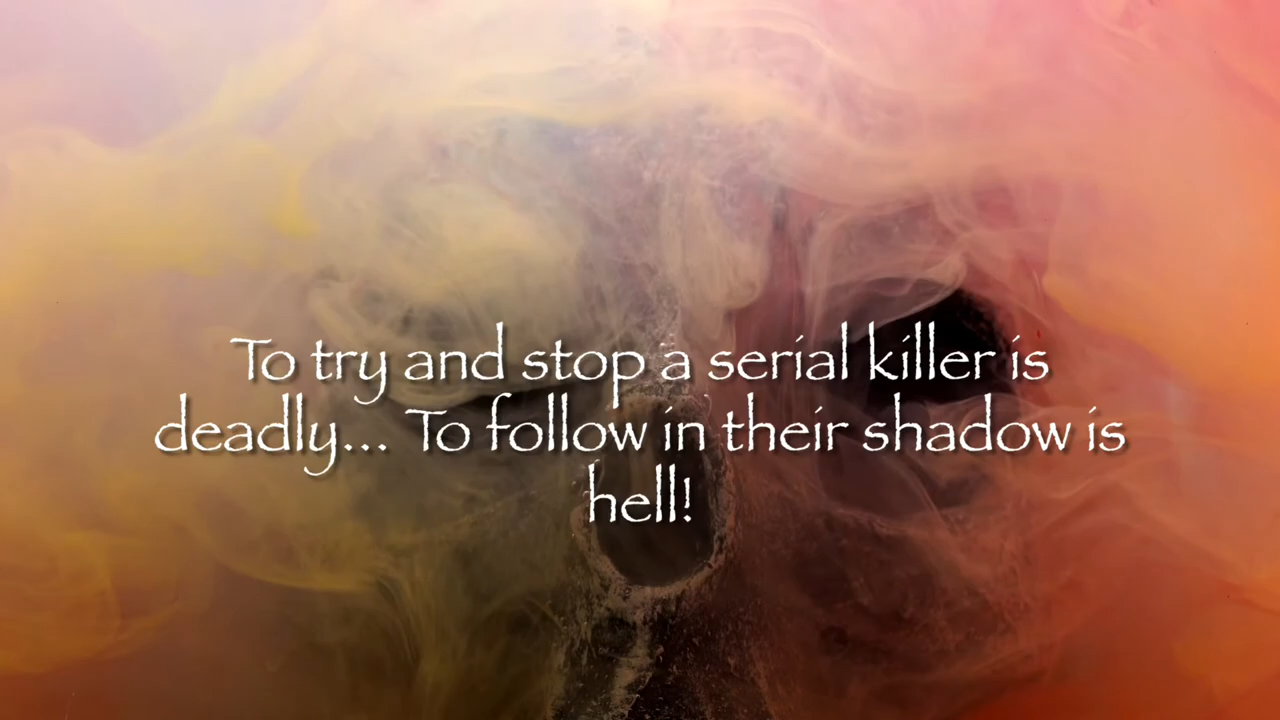 To try and stop a serial killer is
deadly... To follow in their shadow is
hell!